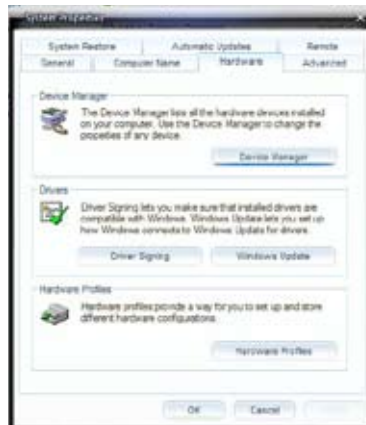 System Properties
System Restore Automatic Updates Remote
General Computer Name Hardware Advanced
Device Manager
The Device Manager lists all the hardware devices installed
on your computer. Use the Device Manager to change the
properties of any device.
Device Manager
Drivers
Driver Signing lets you make sure that installed drivers are
compatible with Windows. Windows Update lets you set up
how Windows connects to Windows Update for drivers.
Driver Signing Windows Update
Hardware Profiles
Hardware profiles provide a way for you to set up and store
different hardware configurations.
Hardware Profiles
OK Cancel